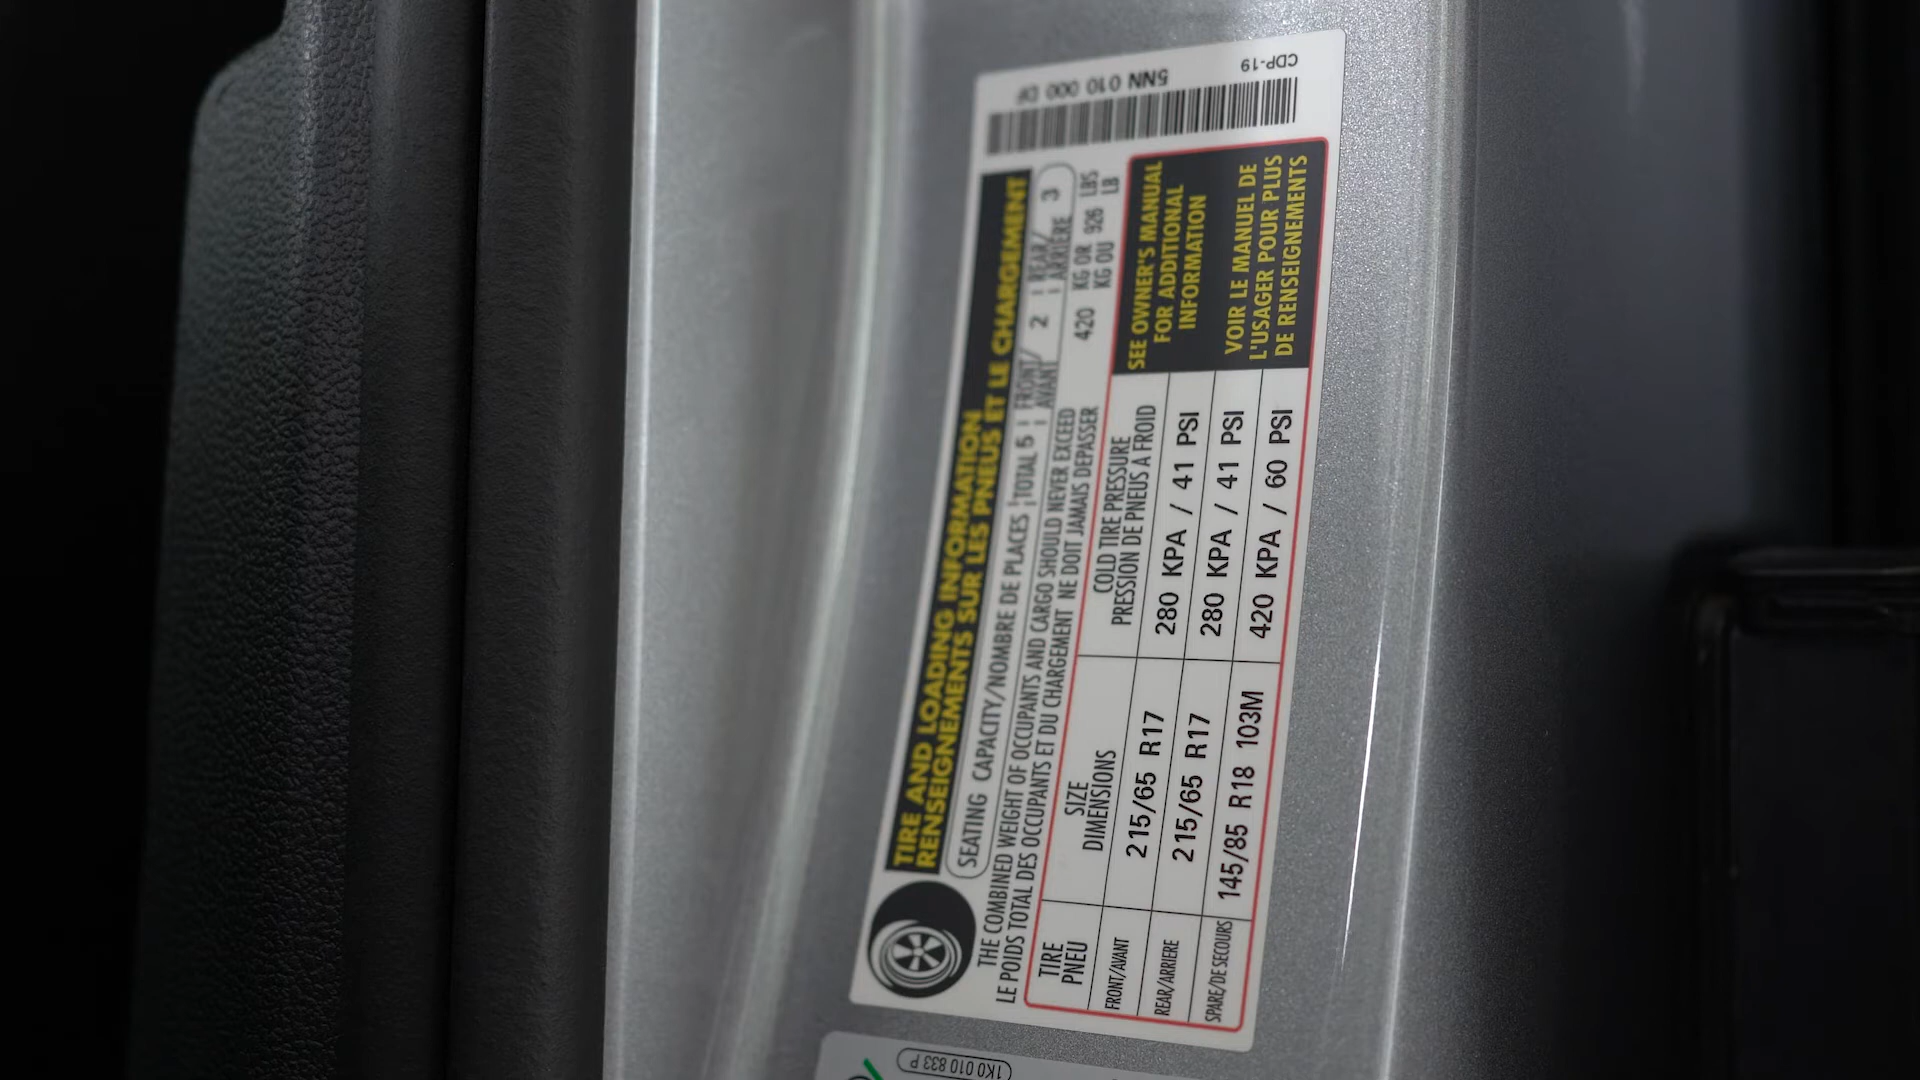 TIRE AND LOADING INFORMATION
RENSEIGNEMENTS SUR LES PNEUS ET LE CHARGEMENT
SEATING CAPACITY/NOMBRE DE PLACES TOTAL 5 FRONT/AVANT 2 REAR/ARRIÈRE 3
THE COMBINED WEIGHT OF OCCUPANTS AND CARGO SHOULD NEVER EXCEED 420 KG OR 926 LBS
LE POIDS TOTAL DES OCCUPANTS ET DU CHARGEMENT NE DOIT JAMAIS DEPASSER KG OU LB
TIRE SIZE COLD TIRE PRESSURE
PNEU DIMENSIONS PRESSION DE PNEUS A FROID
FRONT/AVANT 215/65 R17 280 KPA / 41 PSI
REAR/ARRIERE 215/65 R17 280 KPA / 41 PSI
SPARE/DE SECOURS 145/85 R18 103M 420 KPA / 60 PSI
SEE OWNER'S MANUAL
FOR ADDITIONAL
INFORMATION
VOIR LE MANUEL DE
L'USAGER POUR PLUS
DE RENSEIGNEMENTS
5NN 010 000 DF
CDP-19
1K0 010 833 P